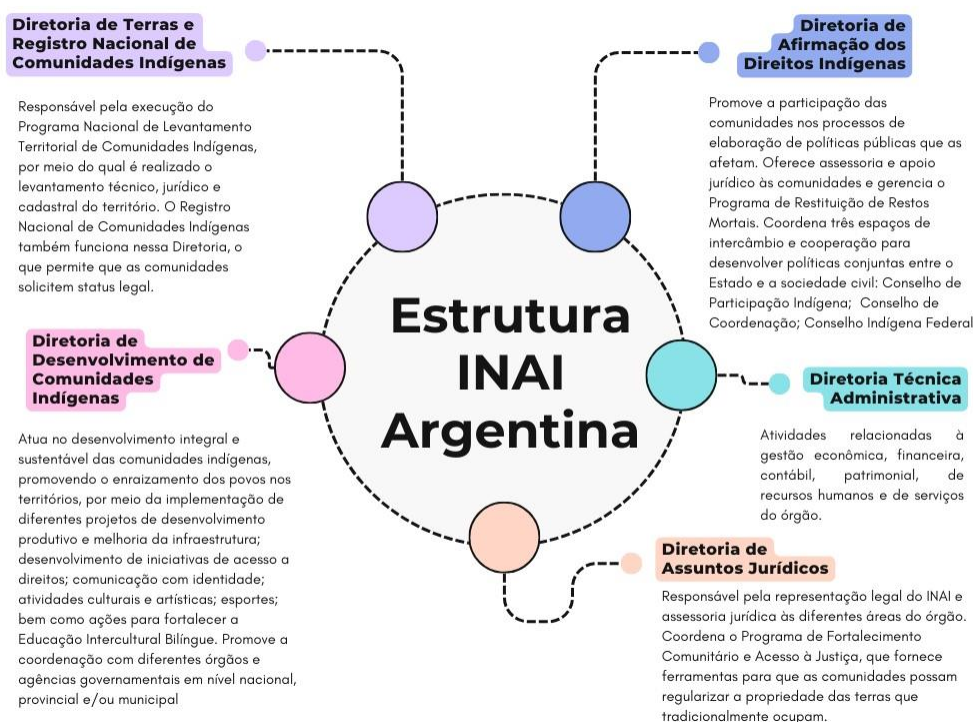 Diretoria de Terras e
Registro Nacional de
Comunidades Indígenas
Responsável pela execução do
Programa Nacional de Levantamento
Territorial de Comunidades Indígenas,
por meio do qual é realizado o
levantamento técnico, jurídico e
cadastral do território. O Registro
Nacional de Comunidades Indígenas
também funciona nessa Diretoria, o
que permite que as comunidades
solicitem status legal.
Diretoria de
Afirmação dos
Direitos Indígenas
Promove a participação das
comunidades nos processos de
elaboração de políticas públicas que as
afetam. Oferece assessoria e apoio
jurídico às comunidades e gerencia o
Programa de Restituição de Restos
Mortais. Coordena três espaços de
intercâmbio e cooperação para
desenvolver políticas conjuntas entre o
Estado e a sociedade civil: Conselho de
Participação Indígena; Conselho de
Coordenação; Conselho Indígena Federal
Estrutura
INAI
Argentina
Diretoria de
Desenvolvimento de
Comunidades
Indígenas
Atua no desenvolvimento integral e
sustentável das comunidades indígenas,
promovendo o enraizamento dos povos nos
territórios, por meio da implementação de
diferentes projetos de desenvolvimento
produtivo e melhoria da infraestrutura;
desenvolvimento de iniciativas de acesso a
direitos; comunicação com identidade;
atividades culturais e artísticas; esportes;
bem como ações para fortalecer a
Educação Intercultural Bilíngue. Promove a
coordenação com diferentes órgãos e
agências governamentais em nível nacional,
provincial e/ou municipal
Diretoria Técnica
Administrativa
Atividades relacionadas à
gestão econômica, financeira,
contábil, patrimonial, de
recursos humanos e de serviços
do órgão.
Diretoria de
Assuntos Jurídicos
Responsável pela representação legal do INAI e
assessoria jurídica às diferentes áreas do órgão.
Coordena o Programa de Fortalecimento
Comunitário e Acesso à Justiça, que fornece
ferramentas para que as comunidades possam
regularizar a propriedade das terras que
tradicionalmente ocupam.